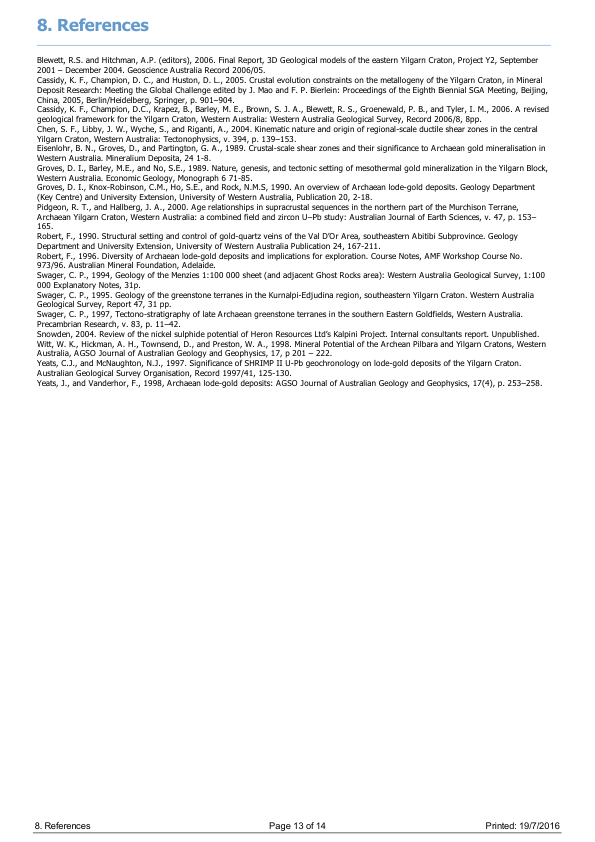 8. References
Blewett, R.S. and Hitchman, A.P. (editors), 2006. Final Report, 3D Geological models of the eastern Yilgarn Craton, Project Y2, September
2001 – December 2004. Geoscience Australia Record 2006/05.
Cassidy, K. F., Champion, D. C., and Huston, D. L., 2005. Crustal evolution constraints on the metallogeny of the Yilgarn Craton, in Mineral
Deposit Research: Meeting the Global Challenge edited by J. Mao and F. P. Bierlein: Proceedings of the Eighth Biennial SGA Meeting, Beijing,
China, 2005, Berlin/Heidelberg, Springer, p. 901–904.
Cassidy, K. F., Champion, D.C., Krapez, B., Barley, M. E., Brown, S. J. A., Blewett, R. S., Groenewald, P. B., and Tyler, I. M., 2006. A revised
geological framework for the Yilgarn Craton, Western Australia: Western Australia Geological Survey, Record 2006/8, 8pp.
Chen, S. F., Libby, J. W., Wyche, S., and Riganti, A., 2004. Kinematic nature and origin of regional-scale ductile shear zones in the central
Yilgarn Craton, Western Australia: Tectonophysics, v. 394, p. 139–153.
Eisenlohr, B. N., Groves, D., and Partington, G. A., 1989. Crustal-scale shear zones and their significance to Archaean gold mineralisation in
Western Australia. Mineralium Deposita, 24 1-8.
Groves, D. I., Barley, M.E., and No, S.E., 1989. Nature, genesis, and tectonic setting of mesothermal gold mineralization in the Yilgarn Block,
Western Australia. Economic Geology, Monograph 6 71-85.
Groves, D. I., Knox-Robinson, C.M., Ho, S.E., and Rock, N.M.S, 1990. An overview of Archaean lode-gold deposits. Geology Department
(Key Centre) and University Extension, University of Western Australia, Publication 20, 2-18.
Pidgeon, R. T., and Hallberg, J. A., 2000. Age relationships in supracrustal sequences in the northern part of the Murchison Terrane,
Archaean Yilgarn Craton, Western Australia: a combined field and zircon U–Pb study: Australian Journal of Earth Sciences, v. 47, p. 153–
165.
Robert, F., 1990. Structural setting and control of gold-quartz veins of the Val D'Or Area, southeastern Abitibi Subprovince. Geology
Department and University Extension, University of Western Australia Publication 24, 167-211.
Robert, F., 1996. Diversity of Archaean lode-gold deposits and implications for exploration. Course Notes, AMF Workshop Course No.
973/96. Australian Mineral Foundation, Adelaide.
Swager, C. P., 1994, Geology of the Menzies 1:100 000 sheet (and adjacent Ghost Rocks area): Western Australia Geological Survey, 1:100
000 Explanatory Notes, 31p.
Swager, C. P., 1995. Geology of the greenstone terranes in the Kurnalpi-Edjudina region, southeastern Yilgarn Craton. Western Australia
Geological Survey, Report 47, 31 pp.
Swager, C. P., 1997, Tectono-stratigraphy of late Archaean greenstone terranes in the southern Eastern Goldfields, Western Australia.
Precambrian Research, v. 83, p. 11–42.
Snowden, 2004. Review of the nickel sulphide potential of Heron Resources Ltd's Kalpini Project. Internal consultants report. Unpublished.
Witt, W. K., Hickman, A. H., Townsend, D., and Preston, W. A., 1998. Mineral Potential of the Archean Pilbara and Yilgarn Cratons, Western
Australia, AGSO Journal of Australian Geology and Geophysics, 17, p 201 – 222.
Yeats, C.J., and McNaughton, N.J., 1997. Significance of SHRIMP II U-Pb geochronology on lode-gold deposits of the Yilgarn Craton.
Australian Geological Survey Organisation, Record 1997/41, 125-130.
Yeats, J., and Vanderhor, F., 1998, Archaean lode-gold deposits: AGSO Journal of Australian Geology and Geophysics, 17(4), p. 253–258.
8. References Page 13 of 14 Printed: 19/7/2016